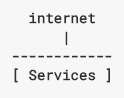 internet
|
------------
[ Services ]